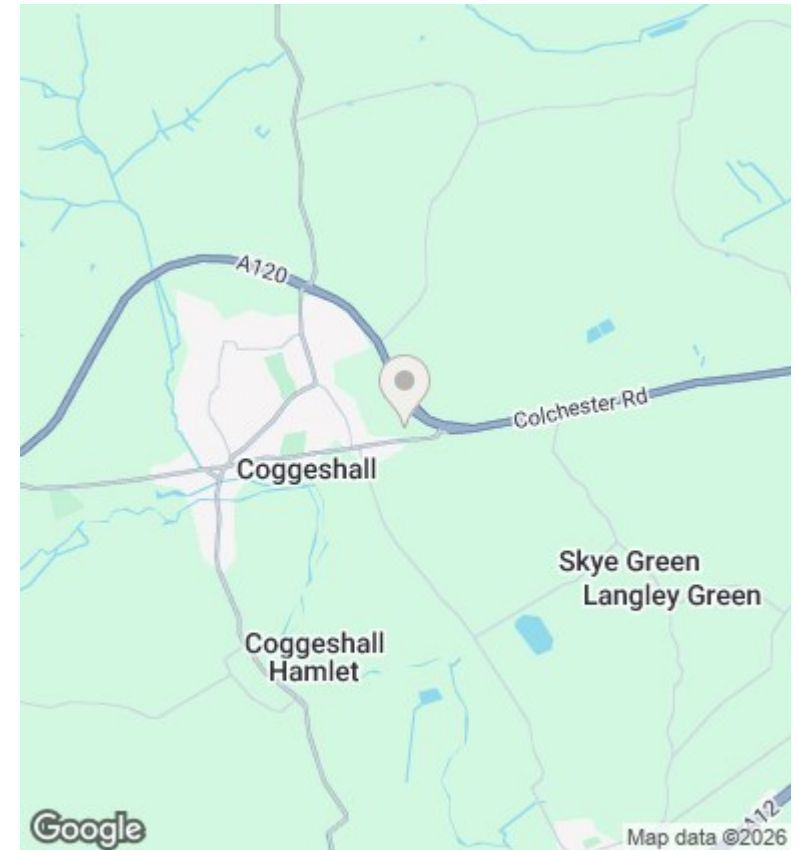 A120
Colchester Rd
Coggeshall
Skye Green
Langley Green
Coggeshall
Hamlet
A12
Google
Map data ©2026